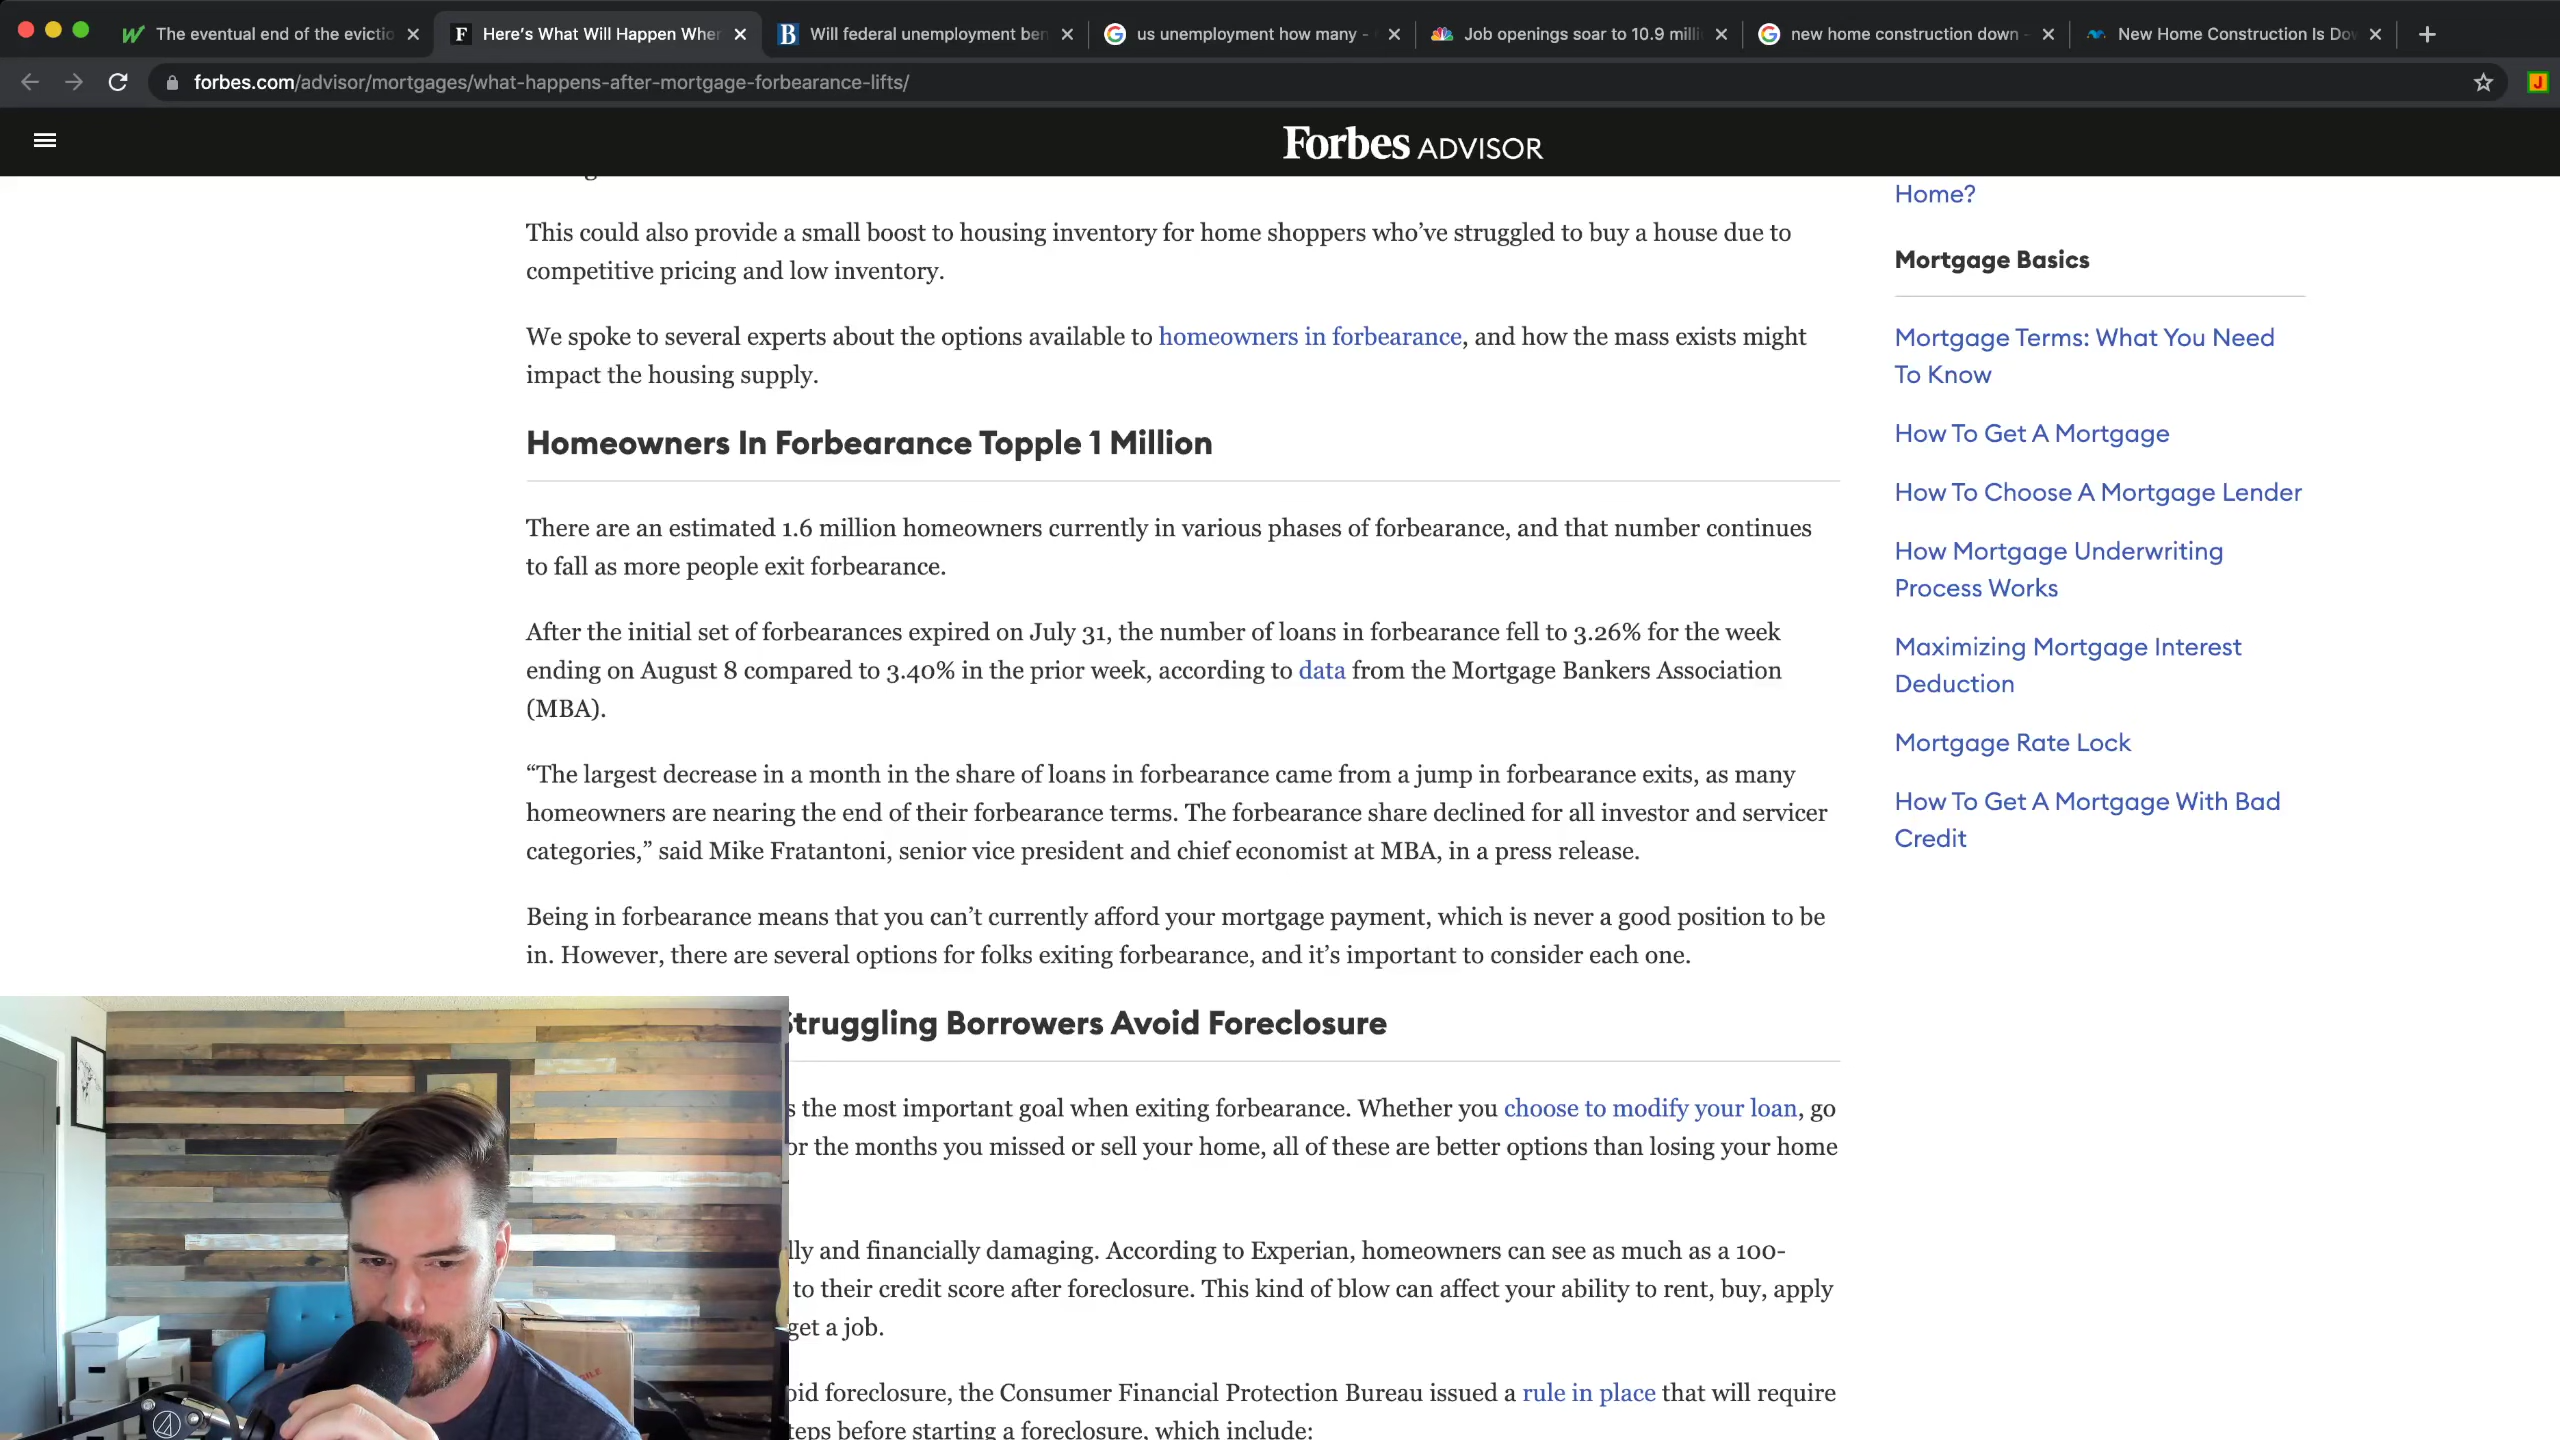 The eventual end of the evictio
Here's What Will Happen When
Will federal unemployment ben
us unemployment how many -
Job openings soar to 10.9 milli
new home construction down -
New Home Construction Is Dow
forbes.com/advisor/mortgages/what-happens-after-mortgage-forbearance-lifts/
J
Forbes ADVISOR
This could also provide a small boost to housing inventory for home shoppers who've struggled to buy a house due to
competitive pricing and low inventory.
We spoke to several experts about the options available to homeowners in forbearance, and how the mass exists might
impact the housing supply.
Homeowners In Forbearance Topple 1 Million
There are an estimated 1.6 million homeowners currently in various phases of forbearance, and that number continues
to fall as more people exit forbearance.
After the initial set of forbearances expired on July 31, the number of loans in forbearance fell to 3.26% for the week
ending on August 8 compared to 3.40% in the prior week, according to data from the Mortgage Bankers Association
(MBA).
“The largest decrease in a month in the share of loans in forbearance came from a jump in forbearance exits, as many
homeowners are nearing the end of their forbearance terms. The forbearance share declined for all investor and servicer
categories,” said Mike Fratantoni, senior vice president and chief economist at MBA, in a press release.
Being in forbearance means that you can't currently afford your mortgage payment, which is never a good position to be
in. However, there are several options for folks exiting forbearance, and it's important to consider each one.
Struggling Borrowers Avoid Foreclosure
s the most important goal when exiting forbearance. Whether you choose to modify your loan, go
or the months you missed or sell your home, all of these are better options than losing your home
lly and financially damaging. According to Experian, homeowners can see as much as a 100-
to their credit score after foreclosure. This kind of blow can affect your ability to rent, buy, apply
get a job.
oid foreclosure, the Consumer Financial Protection Bureau issued a rule in place that will require
teps before starting a foreclosure, which include:
Home?
Mortgage Basics
Mortgage Terms: What You Need
To Know
How To Get A Mortgage
How To Choose A Mortgage Lender
How Mortgage Underwriting
Process Works
Maximizing Mortgage Interest
Deduction
Mortgage Rate Lock
How To Get A Mortgage With Bad
Credit